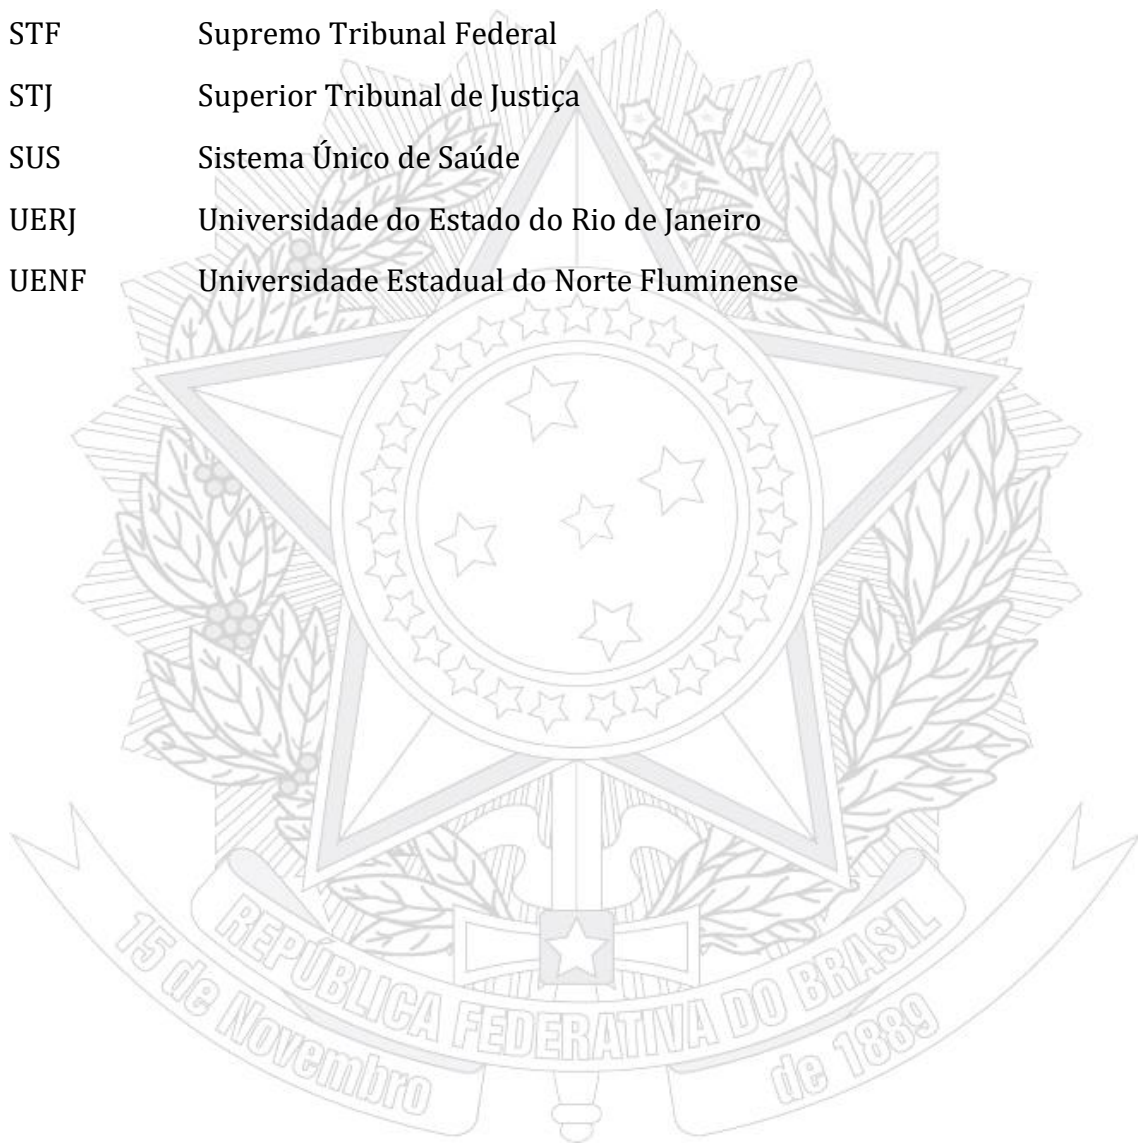 STF Supremo Tribunal Federal
STJ Superior Tribunal de Justiça
SUS Sistema Único de Saúde
UERJ Universidade do Estado do Rio de Janeiro
UENF Universidade Estadual do Norte Fluminense
REPÚBLICA FEDERATIVA DO BRASIL
15 de Novembro de 1889